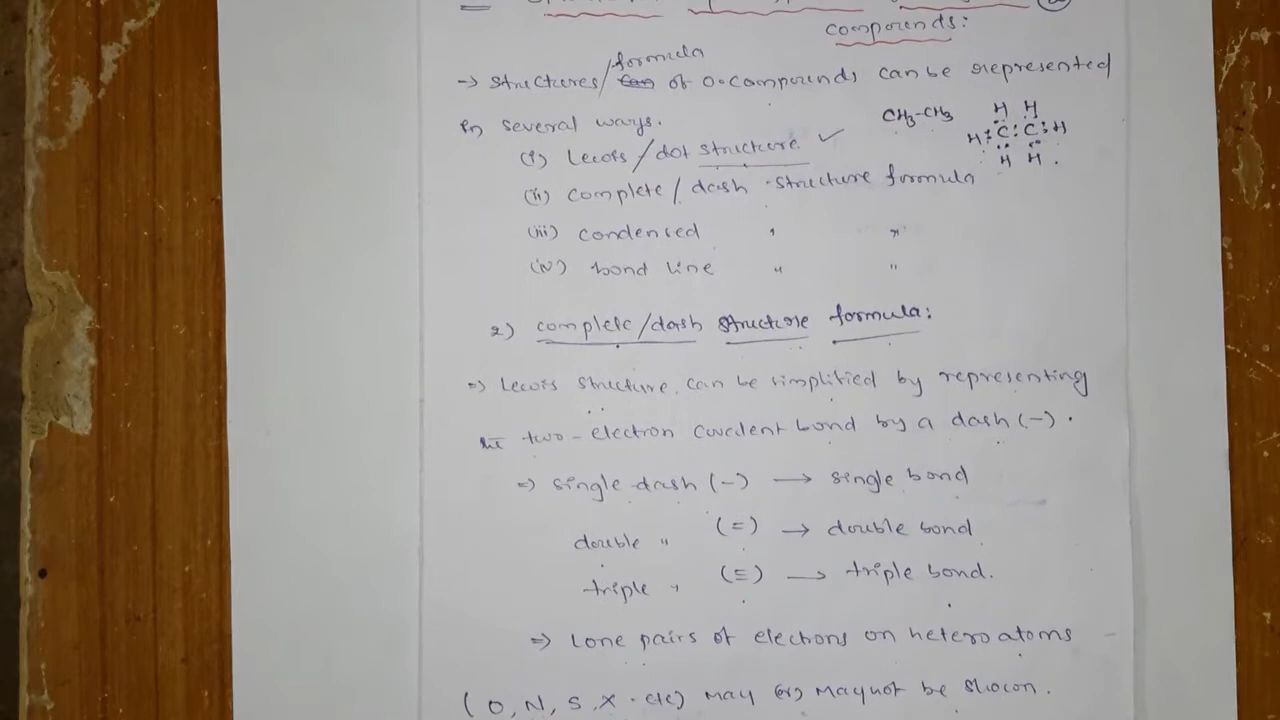 compounds:
→ structures/formula of o.compounds can be represented
in several ways.
CH3-CH3
H H
H : C : C : H
H H .
(i) Lewis/dot structure ✓
(ii) complete/dash structure formula
(iii) condensed " "
(iv) bond line " "
2) complete/dash structure formula:
⇒ Lewis structure can be simplified by representing
two-electron covalent bond by a dash (-).
⇒ single dash (-) → single bond
double " (=) → double bond
triple " (≡) → triple bond.
⇒ Lone pairs of elections on hetero atoms
(O, N, S, X. etc) may (or) may not be shown.